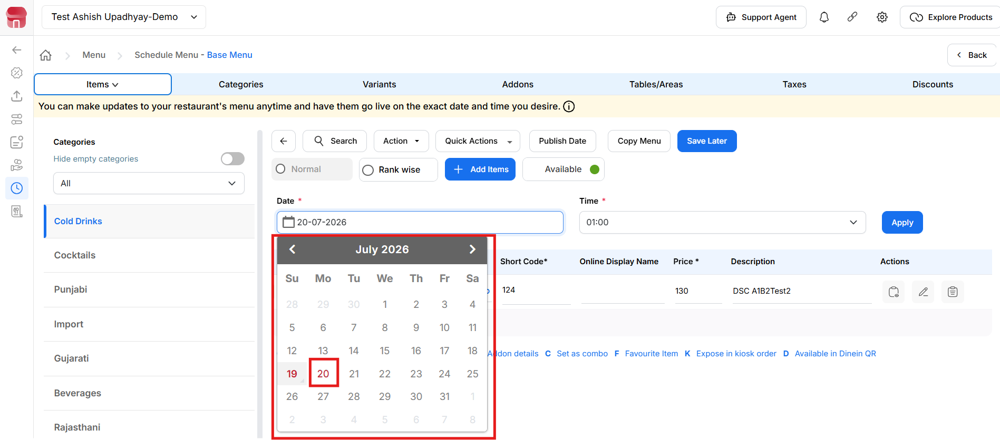 Test Ashish Upadhyay-Demo
Support Agent
Explore Products
Menu
Schedule Menu - Base Menu
Back
Items
Categories
Variants
Addons
Tables/Areas
Taxes
Discounts
You can make updates to your restaurant's menu anytime and have them go live on the exact date and time you desire.
Categories
Hide empty categories
All
Cold Drinks
Cocktails
Punjabi
Import
Gujarati
Beverages
Rajasthani
Search
Action
Quick Actions
Publish Date
Copy Menu
Save Later
Normal
Rank wise
Add Items
Available
Date *
Time *
20-07-2026
01:00
Apply
July 2026
Su Mo Tu We Th Fr Sa
28 29 30 1 2 3 4
5 6 7 8 9 10 11
12 13 14 15 16 17 18
19 20 21 22 23 24 25
26 27 28 29 30 31 1
2 3 4 5 6 7 8
Short Code*
Online Display Name
Price *
Description
Actions
124
130
DSC A1B2Test2
Addon details C Set as combo F Favourite Item K Expose in kiosk order D Available in Dinein QR